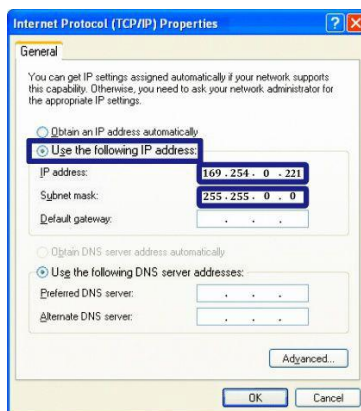 Internet Protocol (TCP/IP) Properties
General
You can get IP settings assigned automatically if your network supports
this capability. Otherwise, you need to ask your network administrator for
the appropriate IP settings.
Obtain an IP address automatically
Use the following IP address:
IP address: 169 . 254 . 0 . 221
Subnet mask: 255 . 255 . 0 . 0
Default gateway: . . .
Obtain DNS server address automatically
Use the following DNS server addresses:
Preferred DNS server: . . .
Alternate DNS server: . . .
Advanced...
OK Cancel